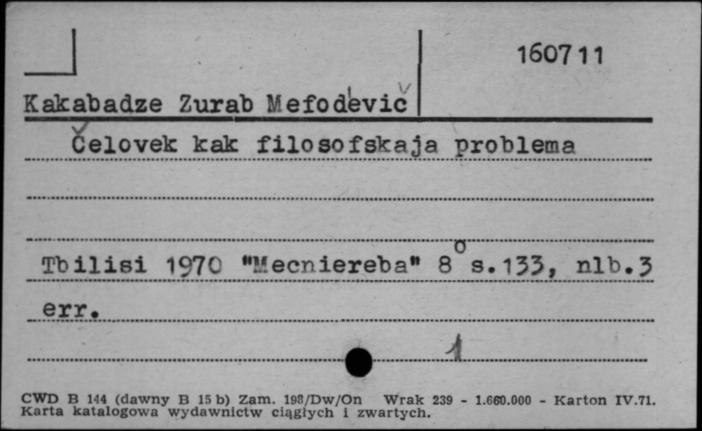 160711
Kakabadze Zurab Mefodevič
Čelovek kak filosofskaja problema
Tbilisi 1970 "Mecniereba" 8° s.133, nlb.3
err.
1
CWD B 144 (dawny B 15 b) Zam. 198/Dw/On Wrak 239 - 1.660.000 - Karton IV.71.
Karta katalogowa wydawnictw ciągłych i zwartych.